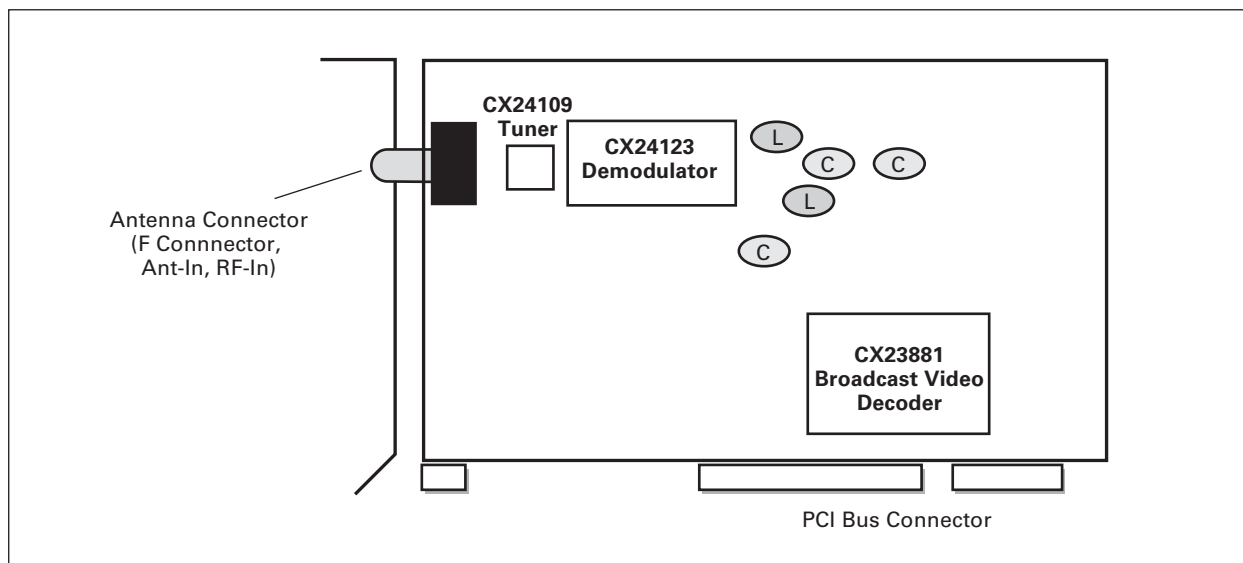 CX24109
Tuner
CX24123
Demodulator
L
C
C
L
C
Antenna Connector
(F Connnector,
Ant-In, RF-In)
CX23881
Broadcast Video
Decoder
PCI Bus Connector